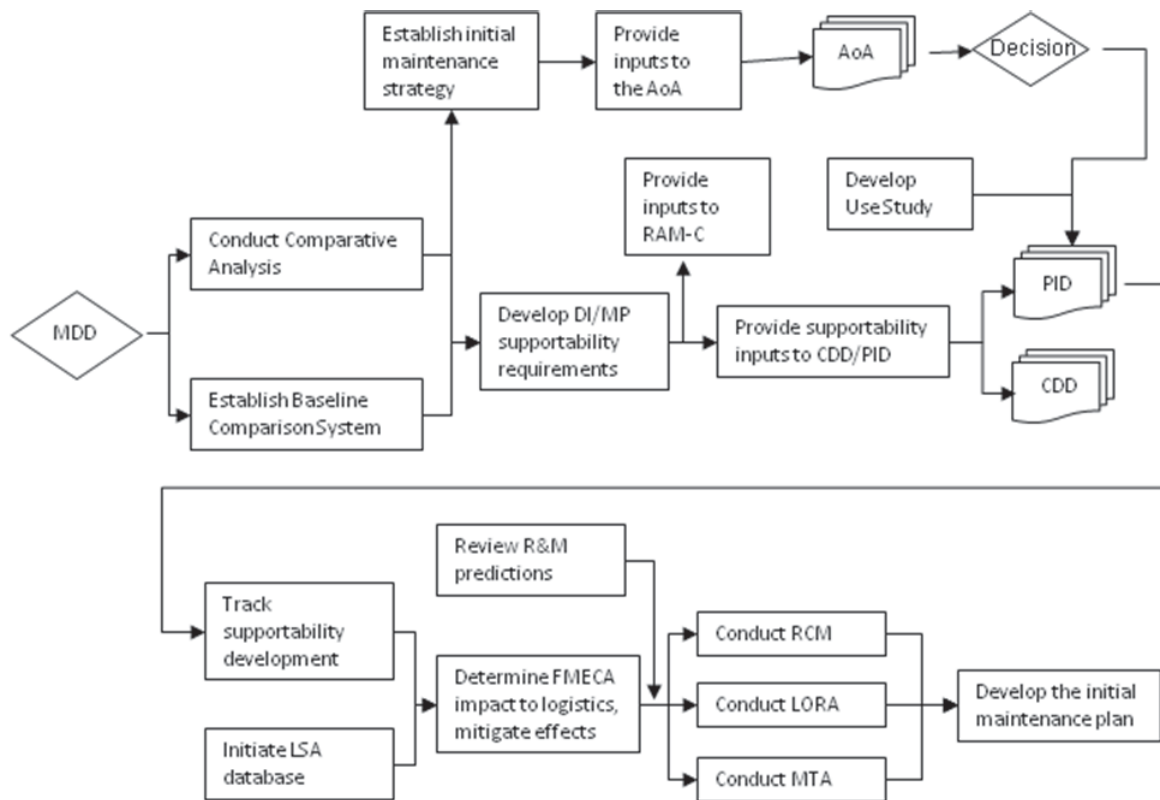 Establish initial
maintenance
strategy
Provide
inputs to
the AoA
AoA
Decision
Provide
inputs to
RAM-C
Develop
Use Study
Conduct Comparative
Analysis
MDD
Develop DI/MP
supportability
requirements
Provide supportability
inputs to CDD/PID
PID
CDD
Establish Baseline
Comparison System
Review R&M
predictions
Track
supportability
development
Determine FMECA
impact to logistics,
mitigate effects
Initiate LSA
database
Conduct RCM
Conduct LORA
Conduct MTA
Develop the initial
maintenance plan